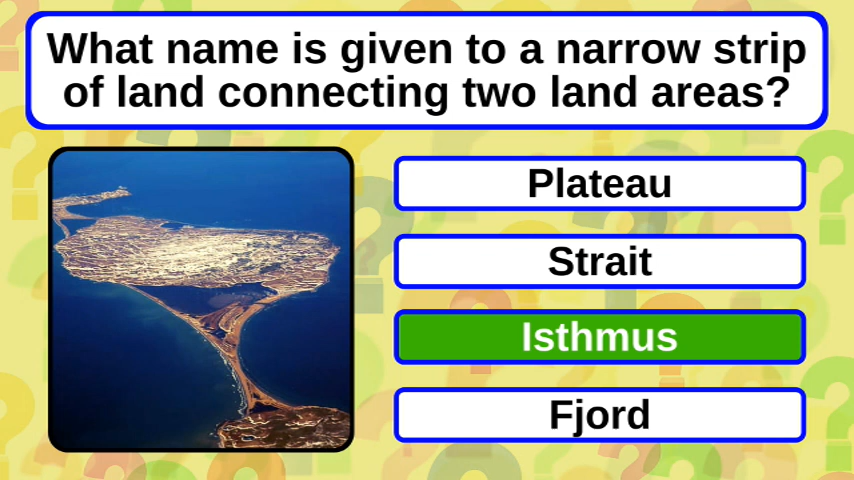 What name is given to a narrow strip
of land connecting two land areas?
Plateau
Strait
Isthmus
Fjord